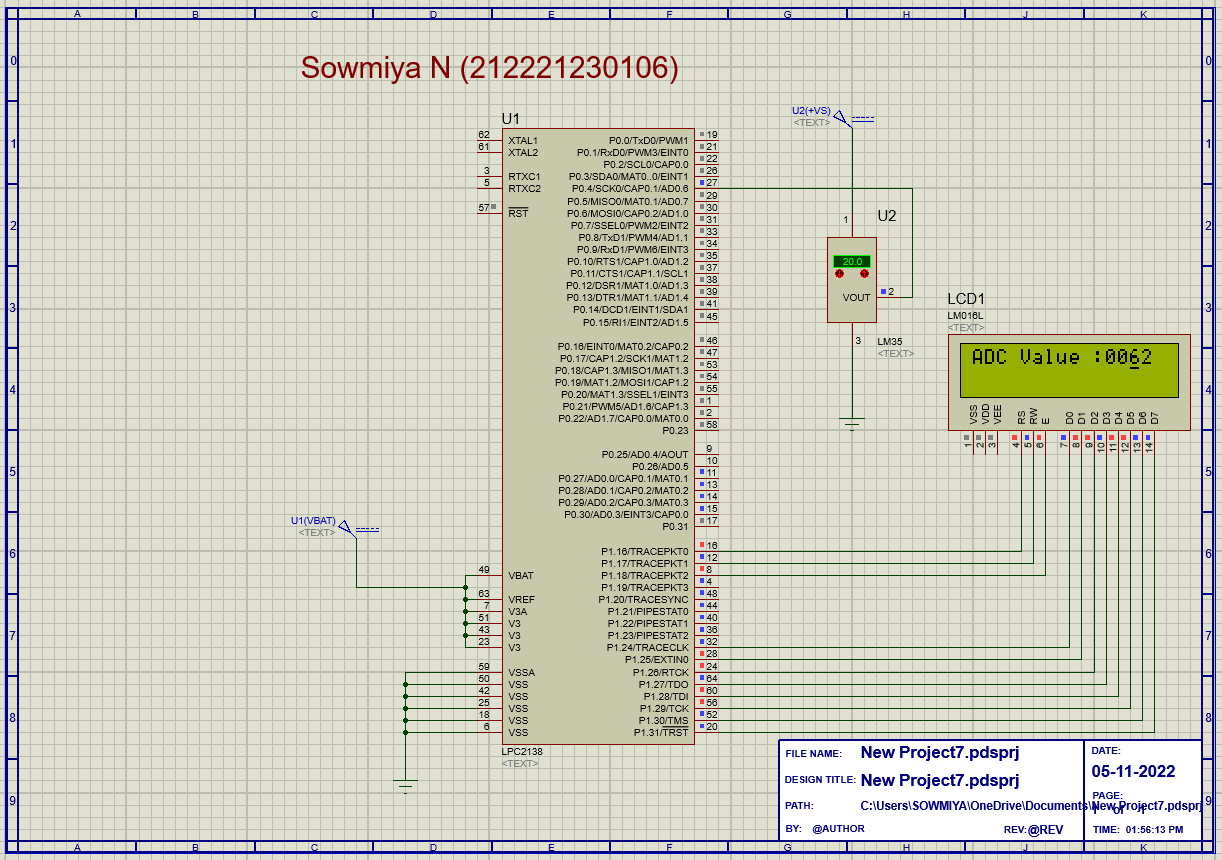 A B C D E F G H J K
0 0
Sowmiya N (212221230106)
U2(+VS)
<TEXT>
U1
62 XTAL1 P0.0/TxD0/PWM1 19
61 XTAL2 P0.1/RxD0/PWM3/EINT0 21
P0.2/SCL0/CAP0.0 22
3 RTXC1 P0.3/SDA0/MAT0..0/EINT1 26
5 RTXC2 P0.4/SCK0/CAP0.1/AD0.6 27
P0.5/MISO0/MAT0.1/AD0.7 29
57 RST P0.6/MOSI0/CAP0.2/AD1.0 30
P0.7/SSEL0/PWM2/EINT2 31
P0.8/TxD1/PWM4/AD1.1 33
P0.9/RxD1/PWM6/EINT3 34
P0.10/RTS1/CAP1.0/AD1.2 35
P0.11/CTS1/CAP1.1/SCL1 37
P0.12/DSR1/MAT1.0/AD1.3 38
P0.13/DTR1/MAT1.1/AD1.4 39
P0.14/DCD1/EINT1/SDA1 41
P0.15/RI1/EINT2/AD1.5 45
1 1
2 2
1 U2
20.0
VOUT 2
3 LM35
<TEXT>
3 3
LCD1
LM016L
<TEXT>
ADC Value :0062
VSS VDD VEE RS RW E D0 D1 D2 D3 D4 D5 D6 D7
1 2 3 4 5 6 7 8 9 10 11 12 13 14
P0.16/EINT0/MAT0.2/CAP0.2 46
P0.17/CAP1.2/SCK1/MAT1.2 47
P0.18/CAP1.3/MISO1/MAT1.3 53
P0.19/MAT1.2/MOSI1/CAP1.2 54
P0.20/MAT1.3/SSEL1/EINT3 55
P0.21/PWM5/AD1.6/CAP1.3 1
P0.22/AD1.7/CAP0.0/MAT0.0 2
P0.23 58
4 4
P0.25/AD0.4/AOUT 9
P0.26/AD0.5 10
P0.27/AD0.0/CAP0.1/MAT0.1 11
P0.28/AD0.1/CAP0.2/MAT0.2 13
P0.29/AD0.2/CAP0.3/MAT0.3 14
P0.30/AD0.3/EINT3/CAP0.0 15
P0.31 17
5 5
U1(VBAT)
<TEXT>
6 6
P1.16/TRACEPKT0 16
P1.17/TRACEPKT1 12
49 VBAT P1.18/TRACEPKT2 8
P1.19/TRACEPKT3 4
63 VREF P1.20/TRACESYNC 48
7 V3A P1.21/PIPESTAT0 44
51 V3 P1.22/PIPESTAT1 40
43 V3 P1.23/PIPESTAT2 36
23 V3 P1.24/TRACECLK 32
P1.25/EXTIN0 28
59 VSSA P1.26/RTCK 24
50 VSS P1.27/TDO 64
42 VSS P1.28/TDI 60
25 VSS P1.29/TCK 56
18 VSS P1.30/TMS 52
6 VSS P1.31/TRST 20
7 7
8 8
LPC2138
<TEXT>
9 9
FILE NAME: New Project7.pdsprj
DESIGN TITLE: New Project7.pdsprj
PATH: C:\Users\SOWMIYA\OneDrive\Documents\New Project7.pdsprj
BY: @AUTHOR REV:@REV
DATE:
05-11-2022
PAGE:
1 of 1
TIME: 01:56:13 PM
A B C D E F G H J K